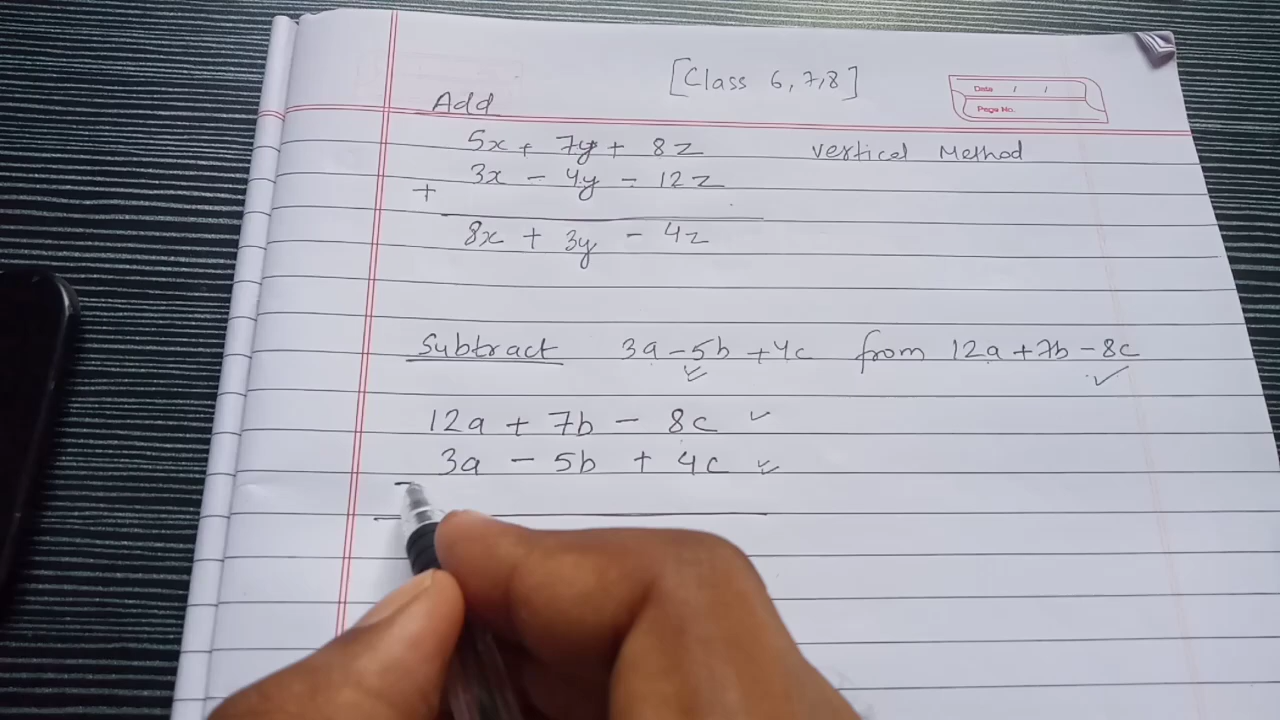 [Class 6,7,8]
Date / /
Page No.
Add
5x + 7y + 8z vertical Method
3x - 4y - 12z
+
8x + 3y - 4z
Subtract 3a - 5b + 4c from 12a + 7b - 8c
12a + 7b - 8c ✓
3a - 5b + 4c ✓
-